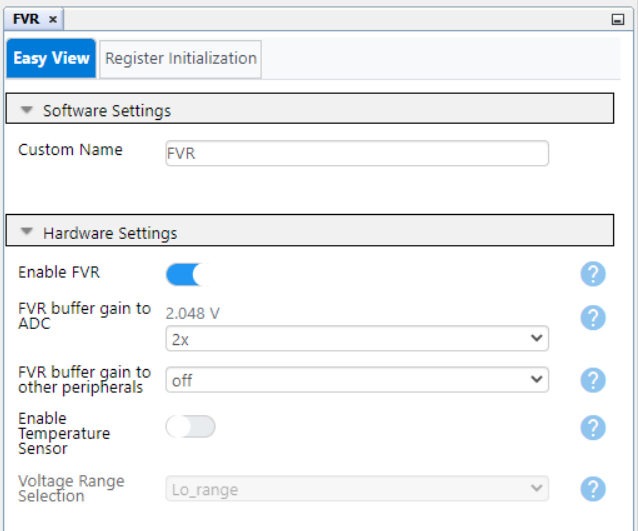 FVR ×
Easy View Register Initialization
Software Settings
Custom Name FVR
Hardware Settings
Enable FVR ?
FVR buffer gain to
ADC
2.048 V
2x
?
FVR buffer gain to
other peripherals
off
?
Enable
Temperature
Sensor
?
Voltage Range
Selection
Lo_range
?